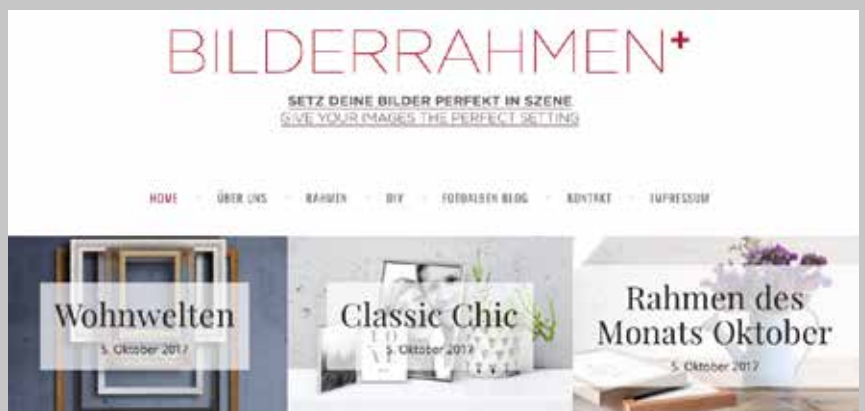 BILDERRAHMEN+
SETZ DEINE BILDER PERFEKT IN SZENE
GIVE YOUR IMAGES THE PERFECT SETTING
HOME ÜBER UNS RAHMEN DIY FOTOALBEN BLOG KONTAKT IMPRESSUM
Wohnwelten
5. Oktober 2017
Classic Chic
5. Oktober 2017
Rahmen des
Monats Oktober
5. Oktober 2017